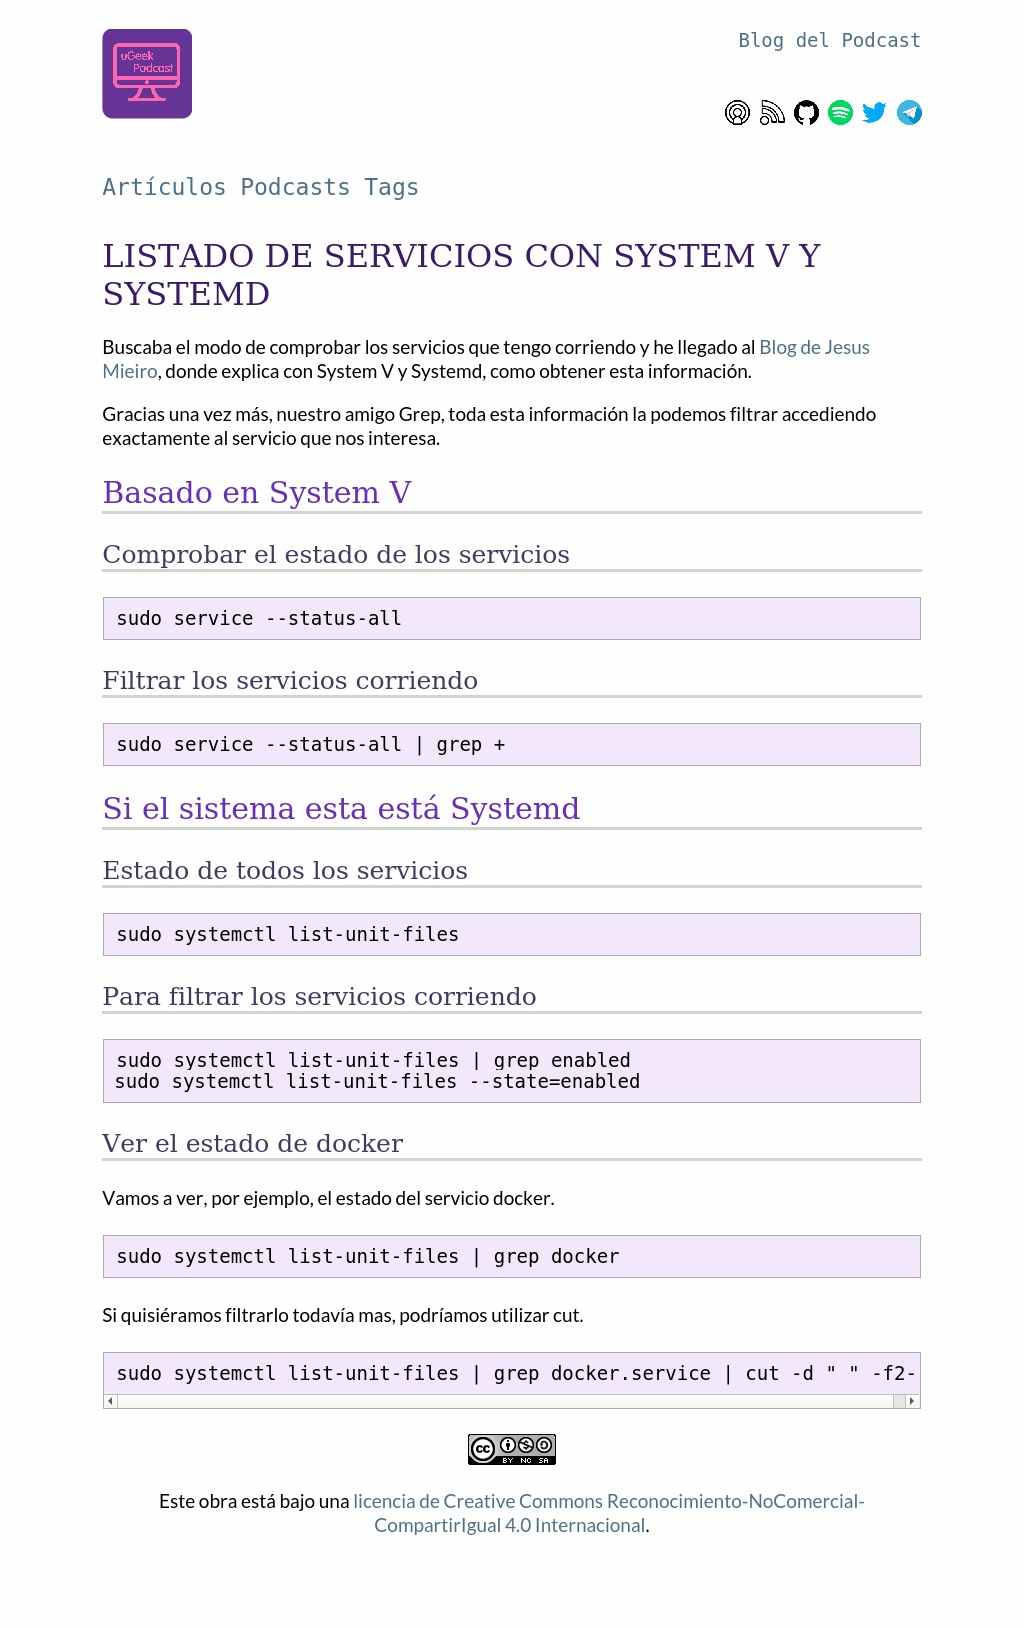 uGeek
Podcast
Blog del Podcast
Artículos Podcasts Tags
LISTADO DE SERVICIOS CON SYSTEM V Y
SYSTEMD
Buscaba el modo de comprobar los servicios que tengo corriendo y he llegado al Blog de Jesus
Mieiro, donde explica con System V y Systemd, como obtener esta información.
Gracias una vez más, nuestro amigo Grep, toda esta información la podemos filtrar accediendo
exactamente al servicio que nos interesa.
Basado en System V
Comprobar el estado de los servicios
sudo service --status-all
Filtrar los servicios corriendo
sudo service --status-all | grep +
Si el sistema esta está Systemd
Estado de todos los servicios
sudo systemctl list-unit-files
Para filtrar los servicios corriendo
sudo systemctl list-unit-files | grep enabled
sudo systemctl list-unit-files --state=enabled
Ver el estado de docker
Vamos a ver, por ejemplo, el estado del servicio docker.
sudo systemctl list-unit-files | grep docker
Si quisiéramos filtrarlo todavía mas, podríamos utilizar cut.
sudo systemctl list-unit-files | grep docker.service | cut -d " " -f2-
cc
BY NC SA
Este obra está bajo una licencia de Creative Commons Reconocimiento-NoComercial-
CompartirIgual 4.0 Internacional.